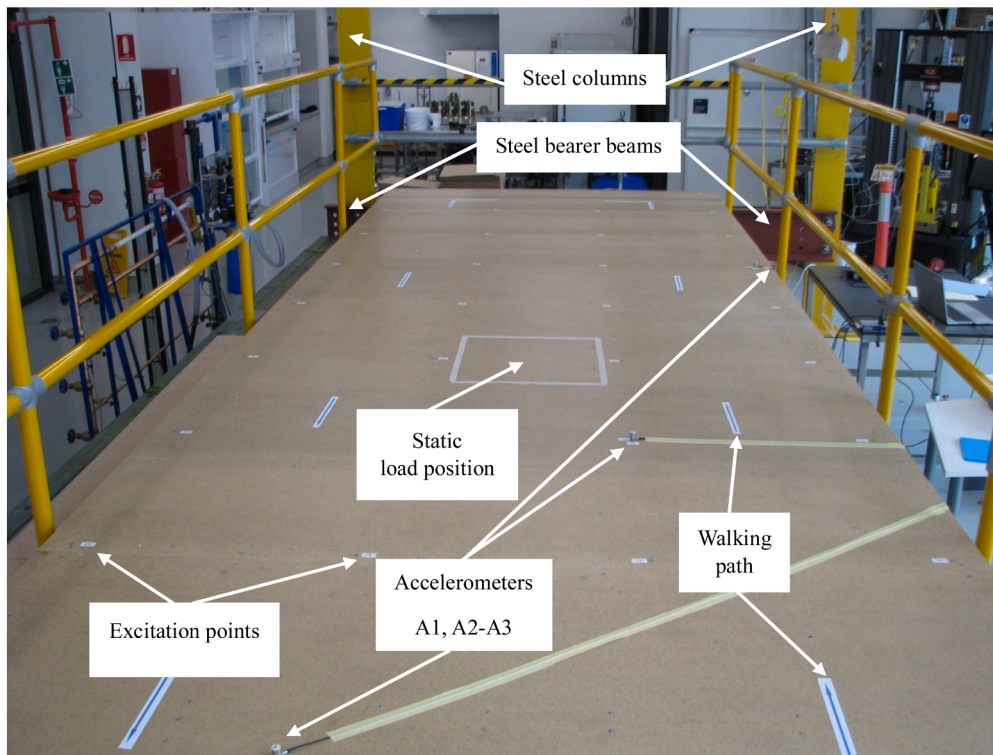 Steel columns
Steel bearer beams
Static
load position
Walking
path
Accelerometers
A1, A2-A3
Excitation points